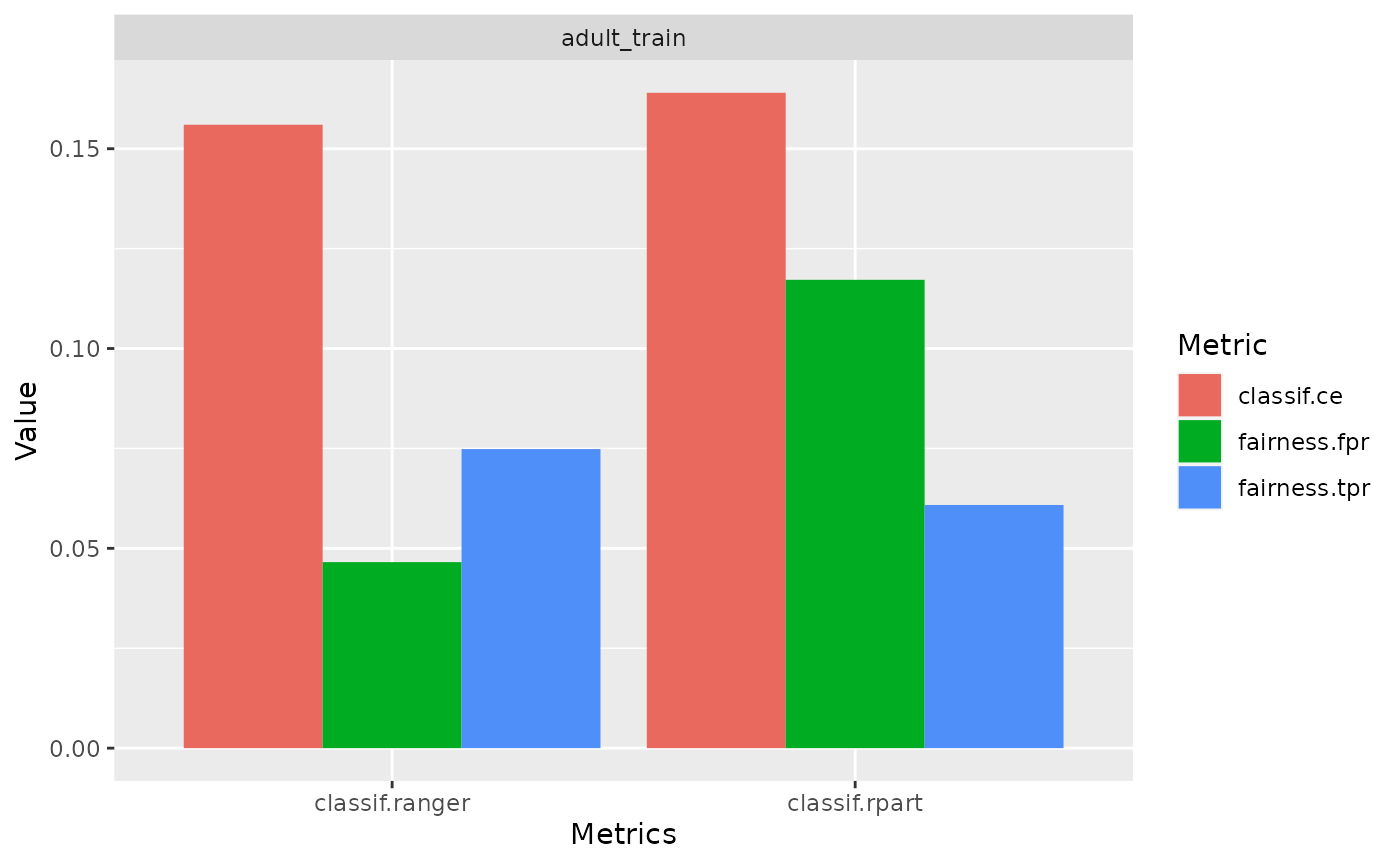 adult_train
0.15
0.10
0.05
0.00
Value
classif.ranger
classif.rpart
Metrics
Metric
classif.ce
fairness.fpr
fairness.tpr